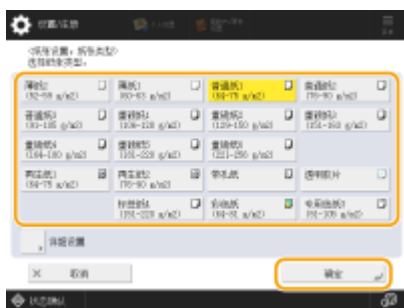 设置/注册
<纸张设置：纸张类型>
选择纸张类型。
薄纸2
薄纸1
普通纸1
普通纸2
(60-63 g/m2)
(64-75 g/m2)
(76-90 g/m2)
普通纸3
重磅纸1
重磅纸2
重磅纸3
(91-105 g/m2)
(106-128 g/m2)
(129-150 g/m2)
(151-163 g/m2)
重磅纸4
重磅纸5
重磅纸6
(164-180 g/m2)
(181-220 g/m2)
(221-256 g/m2)
再生纸1
再生纸2
带孔纸
透明胶片
(64-75 g/m2)
(76-90 g/m2)
标签纸
彩色纸
详细设置
× 取消
确定
状态确认